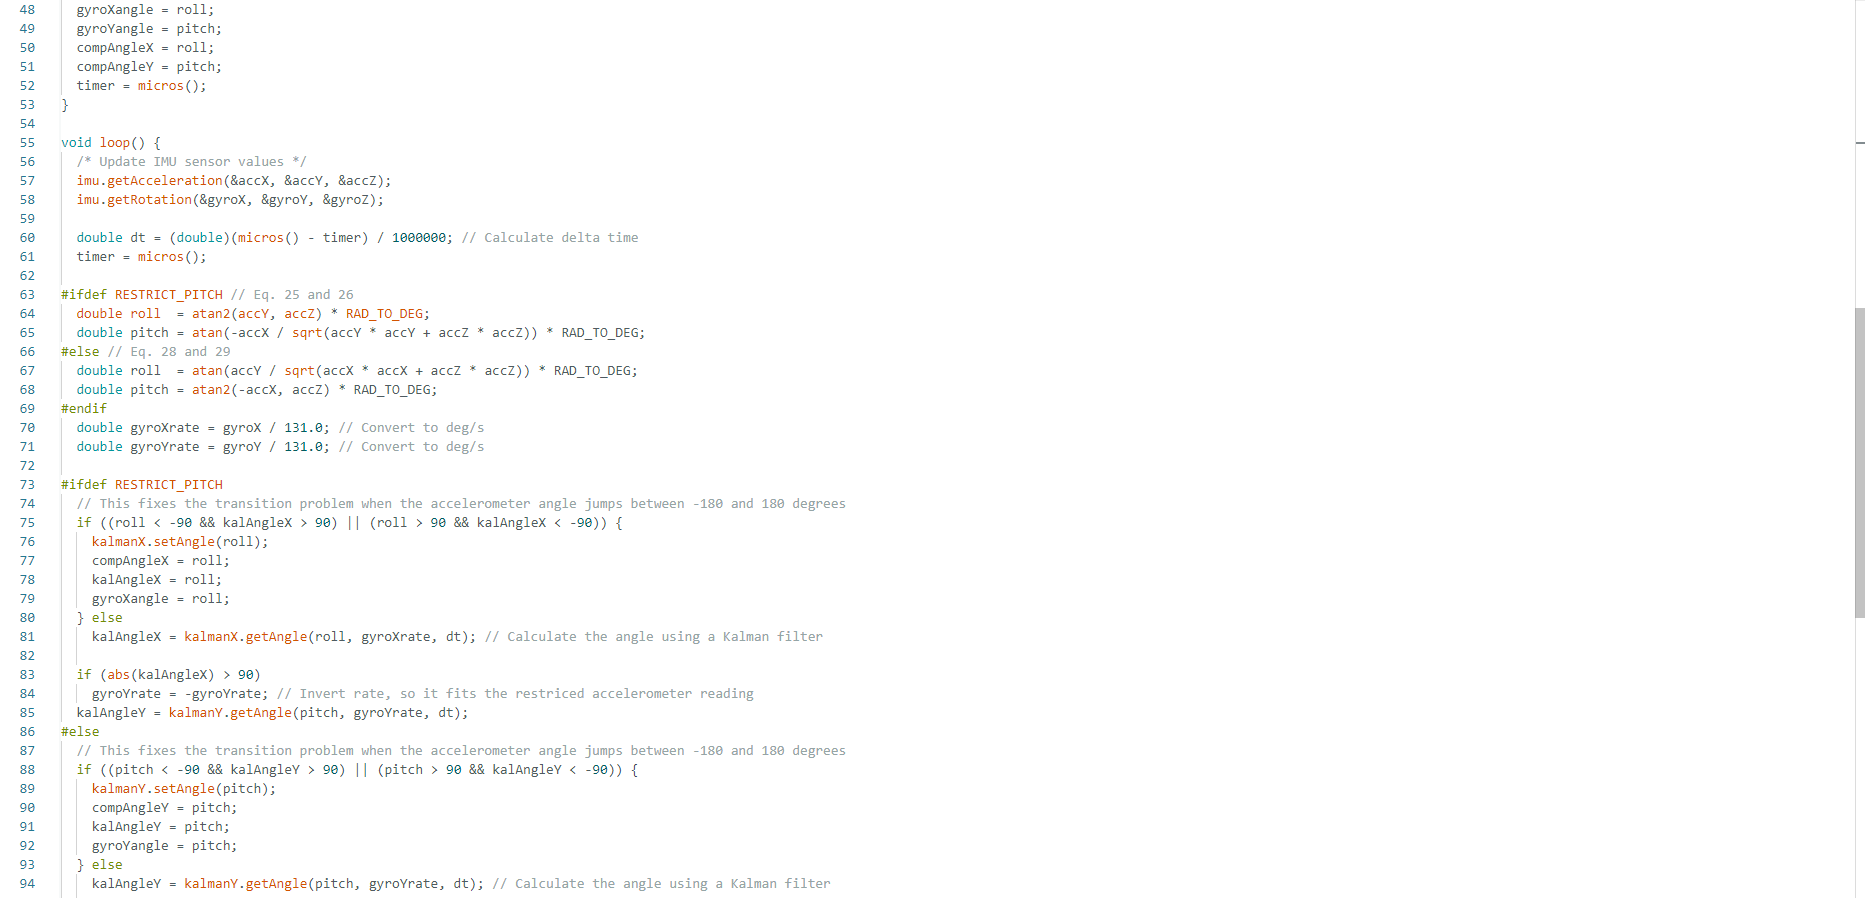 48 gyroXangle = roll;
49 gyroYangle = pitch;
50 compAngleX = roll;
51 compAngleY = pitch;
52 timer = micros();
53 }
54
55 void loop() {
56 /* Update IMU sensor values */
57 imu.getAcceleration(&accX, &accY, &accZ);
58 imu.getRotation(&gyroX, &gyroY, &gyroZ);
59
60 double dt = (double)(micros() - timer) / 1000000; // Calculate delta time
61 timer = micros();
62
63 #ifdef RESTRICT_PITCH // Eq. 25 and 26
64 double roll  = atan2(accY, accZ) * RAD_TO_DEG;
65 double pitch = atan(-accX / sqrt(accY * accY + accZ * accZ)) * RAD_TO_DEG;
66 #else // Eq. 28 and 29
67 double roll  = atan(accY / sqrt(accX * accX + accZ * accZ)) * RAD_TO_DEG;
68 double pitch = atan2(-accX, accZ) * RAD_TO_DEG;
69 #endif
70 double gyroXrate = gyroX / 131.0; // Convert to deg/s
71 double gyroYrate = gyroY / 131.0; // Convert to deg/s
72
73 #ifdef RESTRICT_PITCH
74 // This fixes the transition problem when the accelerometer angle jumps between -180 and 180 degrees
75 if ((roll < -90 && kalAngleX > 90) || (roll > 90 && kalAngleX < -90)) {
76 kalmanX.setAngle(roll);
77 compAngleX = roll;
78 kalAngleX = roll;
79 gyroXangle = roll;
80 } else
81 kalAngleX = kalmanX.getAngle(roll, gyroXrate, dt); // Calculate the angle using a Kalman filter
82
83 if (abs(kalAngleX) > 90)
84 gyroYrate = -gyroYrate; // Invert rate, so it fits the restriced accelerometer reading
85 kalAngleY = kalmanY.getAngle(pitch, gyroYrate, dt);
86 #else
87 // This fixes the transition problem when the accelerometer angle jumps between -180 and 180 degrees
88 if ((pitch < -90 && kalAngleY > 90) || (pitch > 90 && kalAngleY < -90)) {
89 kalmanY.setAngle(pitch);
90 compAngleY = pitch;
91 kalAngleY = pitch;
92 gyroYangle = pitch;
93 } else
94 kalAngleY = kalmanY.getAngle(pitch, gyroYrate, dt); // Calculate the angle using a Kalman filter